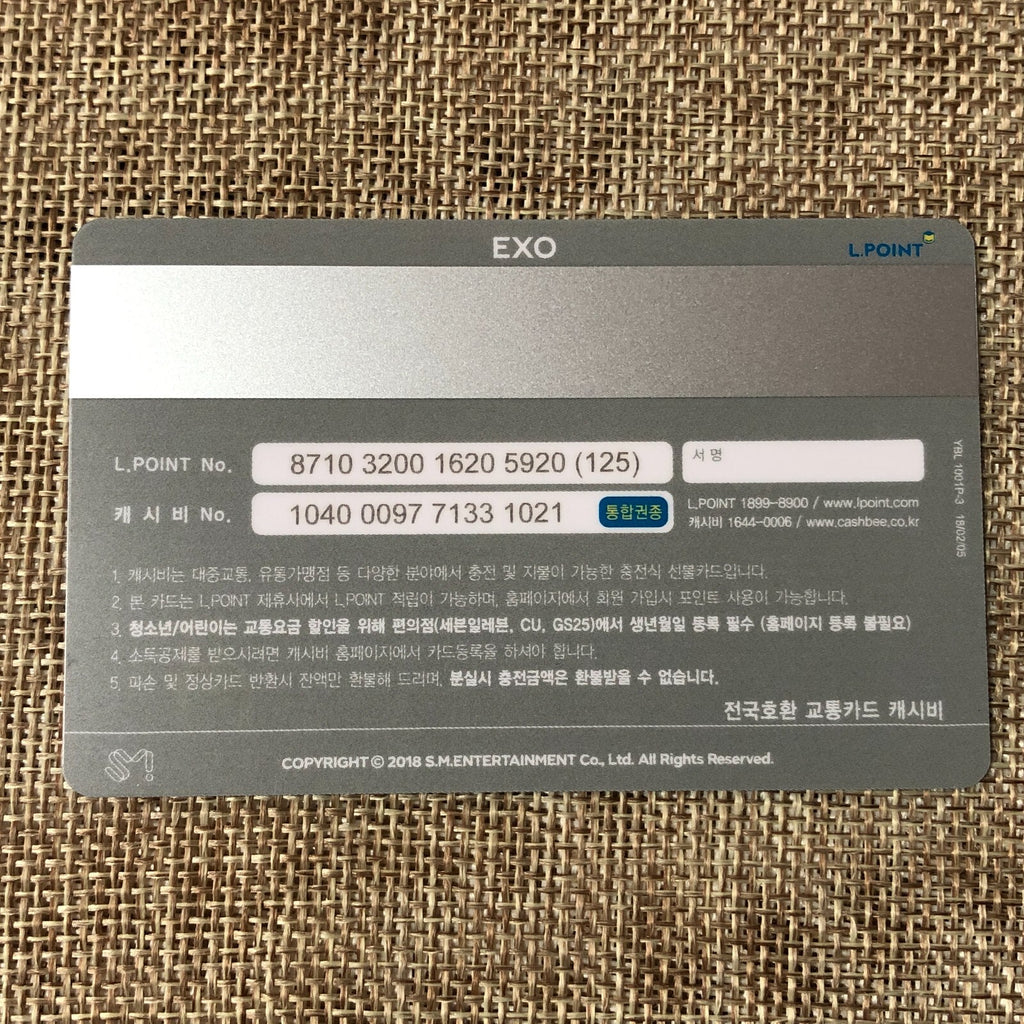 EXO
L.POINT
L.POINT No. 8710 3200 1620 5920 (125) 서 명
캐 시 비 No. 1040 0097 7133 1021 통합권종
L.POINT 1899-8900 / www.lpoint.com
캐시비 1644-0006 / www.cashbee.co.kr
YBL 1001P-3 18/02/05
1. 캐시비는 대중교통, 유통가맹점 등 다양한 분야에서 충전 및 지불이 가능한 충전식 선불카드입니다.
2. 본 카드는 L.POINT 제휴사에서 L.POINT 적립이 가능하며, 홈페이지에서 회원 가입시 포인트 사용이 가능합니다.
3. 청소년/어린이는 교통요금 할인을 위해 편의점(세븐일레븐, CU, GS25)에서 생년월일 등록 필수 (홈페이지 등록 불필요)
4. 소득공제를 받으시려면 캐시비 홈페이지에서 카드등록을 하셔야 합니다.
5. 파손 및 정상카드 반환시 잔액만 환불해 드리며, 분실시 충전금액은 환불받을 수 없습니다.
전국호환 교통카드 캐시비
SM!
COPYRIGHT © 2018 S.M.ENTERTAINMENT Co., Ltd. All Rights Reserved.